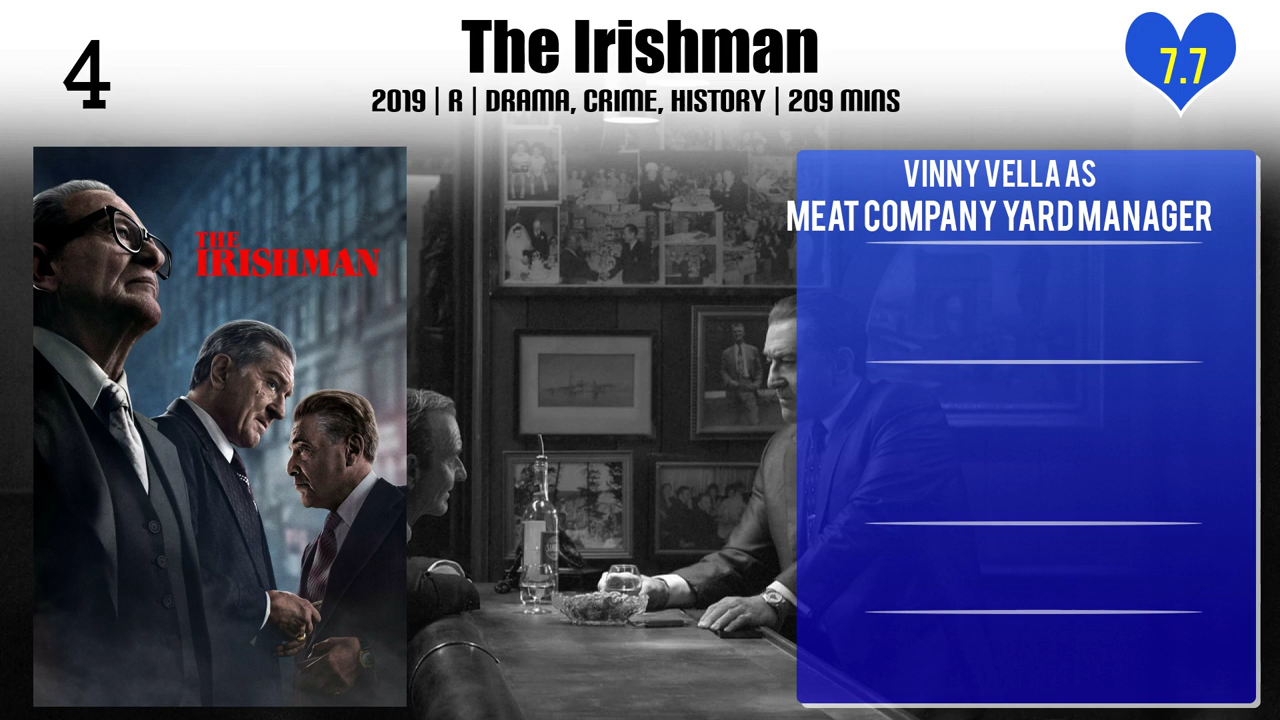 4
The Irishman
2019 | R | DRAMA, CRIME, HISTORY | 209 MINS
7.7
THE
IRISHMAN
VINNY VELLA AS
MEAT COMPANY YARD MANAGER